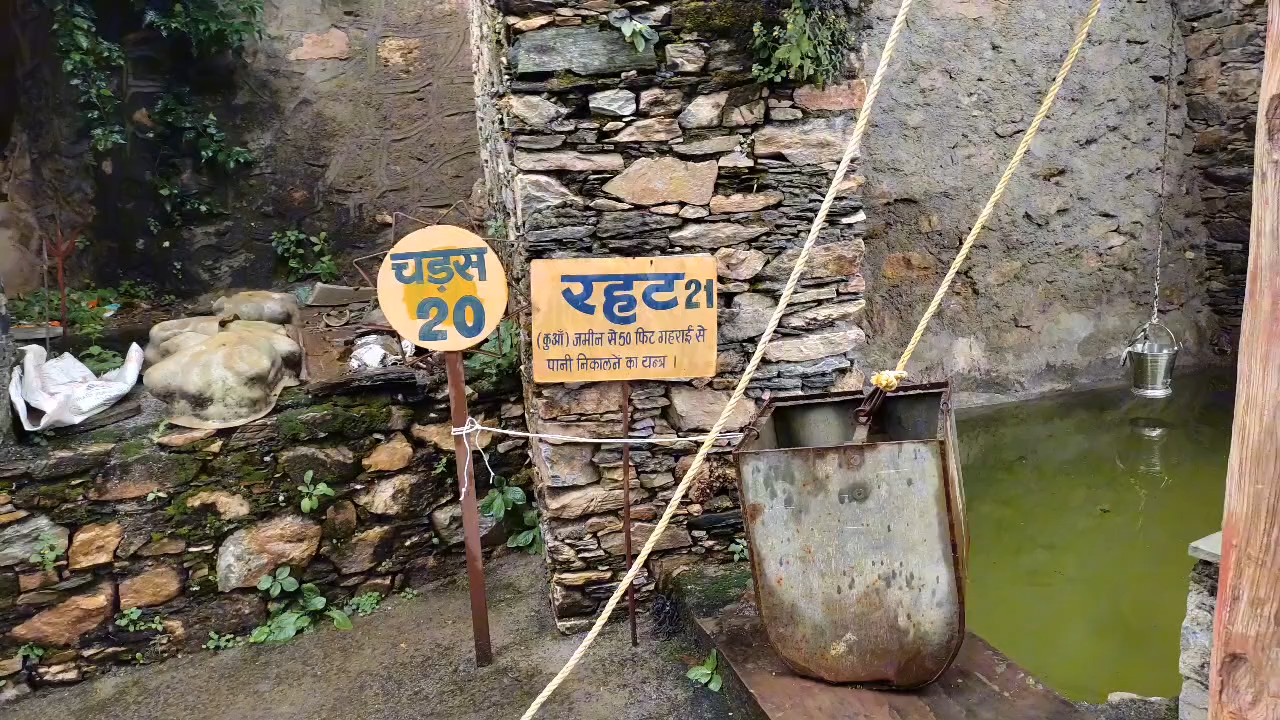 चड़स
20
रहट 21
(कुआँ) जमीन से 50 फिट गहराई से
पानी निकालने का यन्त्र ।